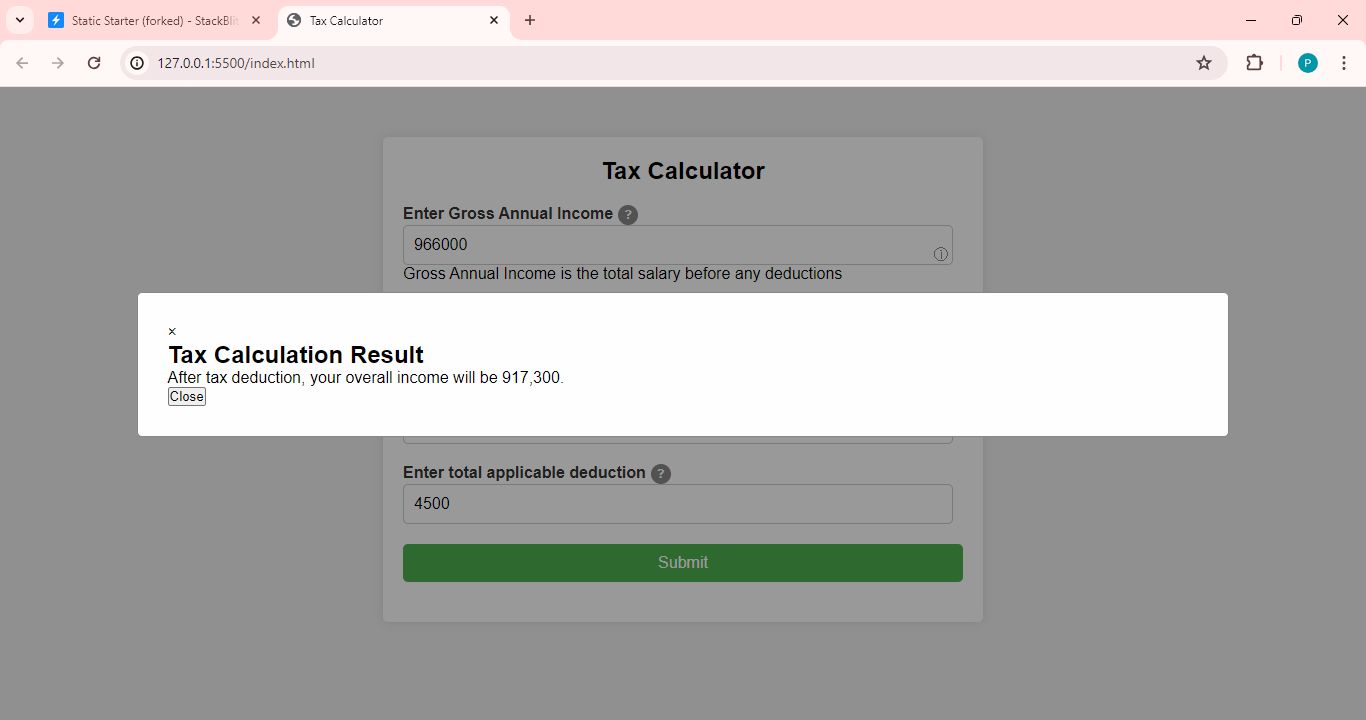 Static Starter (forked) - StackBlit
Tax Calculator
127.0.0.1:5500/index.html
P
Tax Calculator
Enter Gross Annual Income ?
966000
Gross Annual Income is the total salary before any deductions
×
Tax Calculation Result
After tax deduction, your overall income will be 917,300.
Close
Enter total applicable deduction ?
4500
Submit